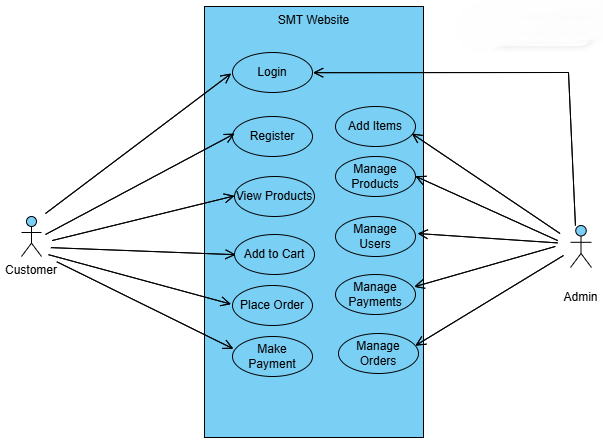 SMT Website
Login
Register
View Products
Add to Cart
Place Order
Make
Payment
Add Items
Manage
Products
Manage
Users
Manage
Payments
Manage
Orders
Customer
Admin